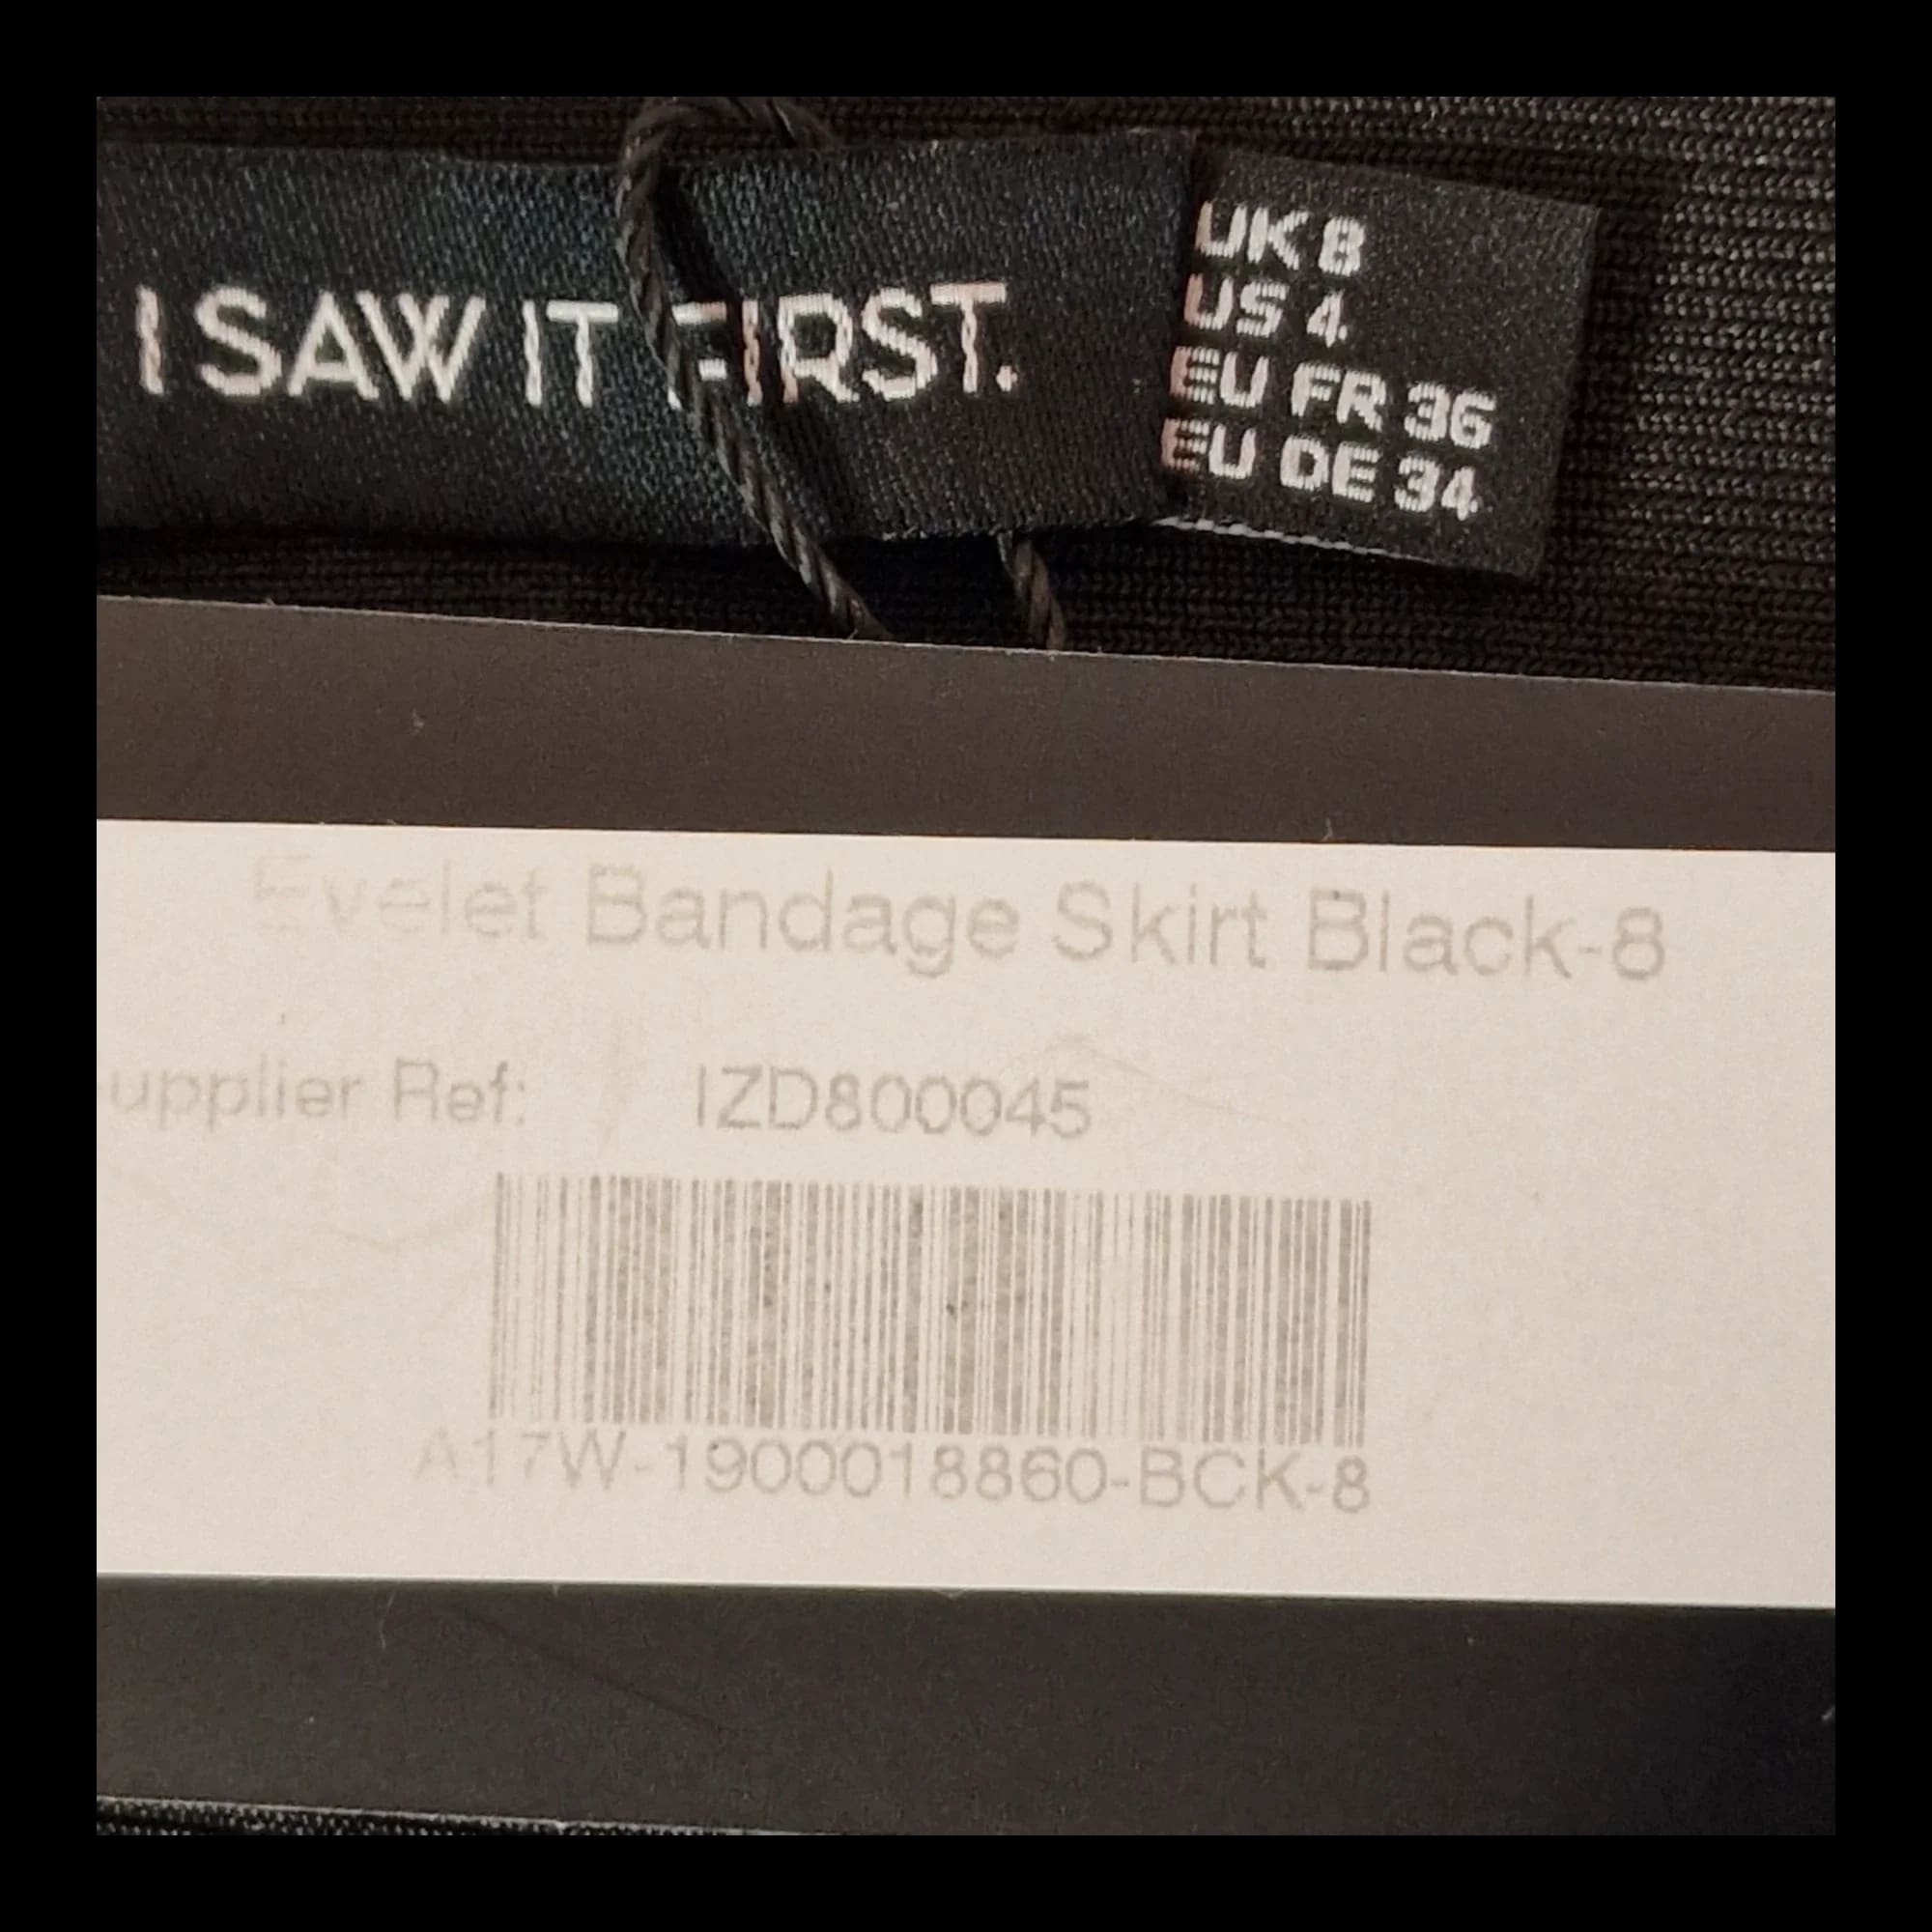 I SAW IT FIRST.
UK 8
US 4
EU FR 36
EU DE 34
Eyelet Bandage Skirt Black-8
upplier Ref: IZD800045
A17W-1900018860-BCK-8